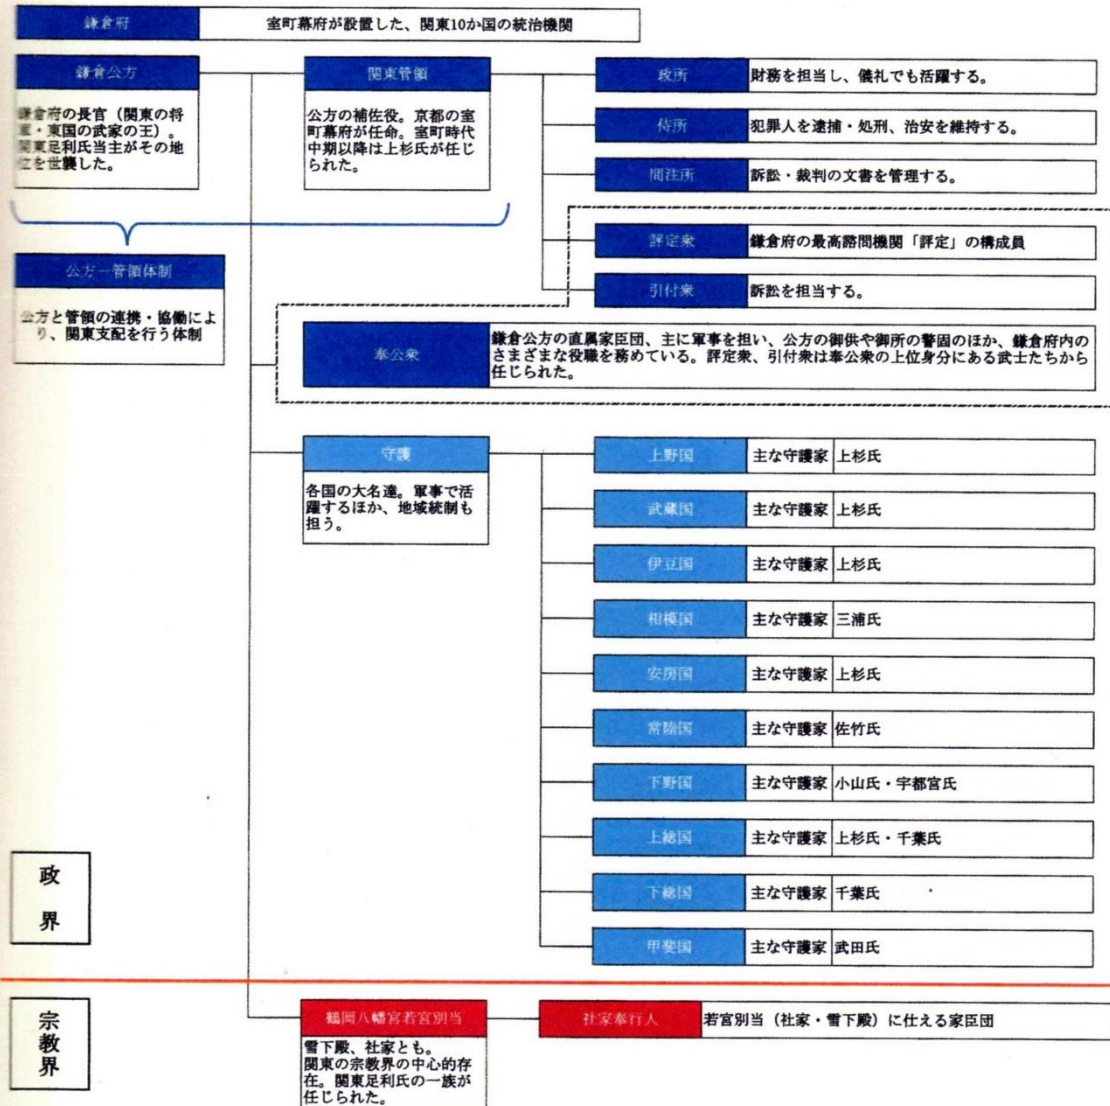 鎌倉府 室町幕府が設置した、関東10か国の統治機関
鎌倉公方
鎌倉府の長官（関東の将
軍・東国の武家の王）。
関東足利氏当主がその地
位を世襲した。
関東管領
公方の補佐役。京都の室
町幕府が任命。室町時代
中期以降は上杉氏が任じ
られた。
政所 財務を担当し、儀礼でも活躍する。
侍所 犯罪人を逮捕・処刑、治安を維持する。
問注所 訴訟・裁判の文書を管理する。
評定衆 鎌倉府の最高諮問機関「評定」の構成員
引付衆 訴訟を担当する。
公方―管領体制
公方と管領の連携・協働によ
り、関東支配を行う体制
奉公衆
鎌倉公方の直属家臣団、主に軍事を担い、公方の御供や御所の警固のほか、鎌倉府内の
さまざまな役職を務めている。評定衆、引付衆は奉公衆の上位身分にある武士たちから
任じられた。
守護
各国の大名達。軍事で活
躍するほか、地域統制も
担う。
上野国 主な守護家 上杉氏
武蔵国 主な守護家 上杉氏
伊豆国 主な守護家 上杉氏
相模国 主な守護家 三浦氏
安房国 主な守護家 上杉氏
常陸国 主な守護家 佐竹氏
下野国 主な守護家 小山氏・宇都宮氏
上総国 主な守護家 上杉氏・千葉氏
下総国 主な守護家 千葉氏
甲斐国 主な守護家 武田氏
政界
宗教界
鶴岡八幡宮若宮別当
雪下殿、社家とも。
関東の宗教界の中心的存
在。関東足利氏の一族が
任じられた。
社家奉行人 若宮別当（社家・雪下殿）に仕える家臣団